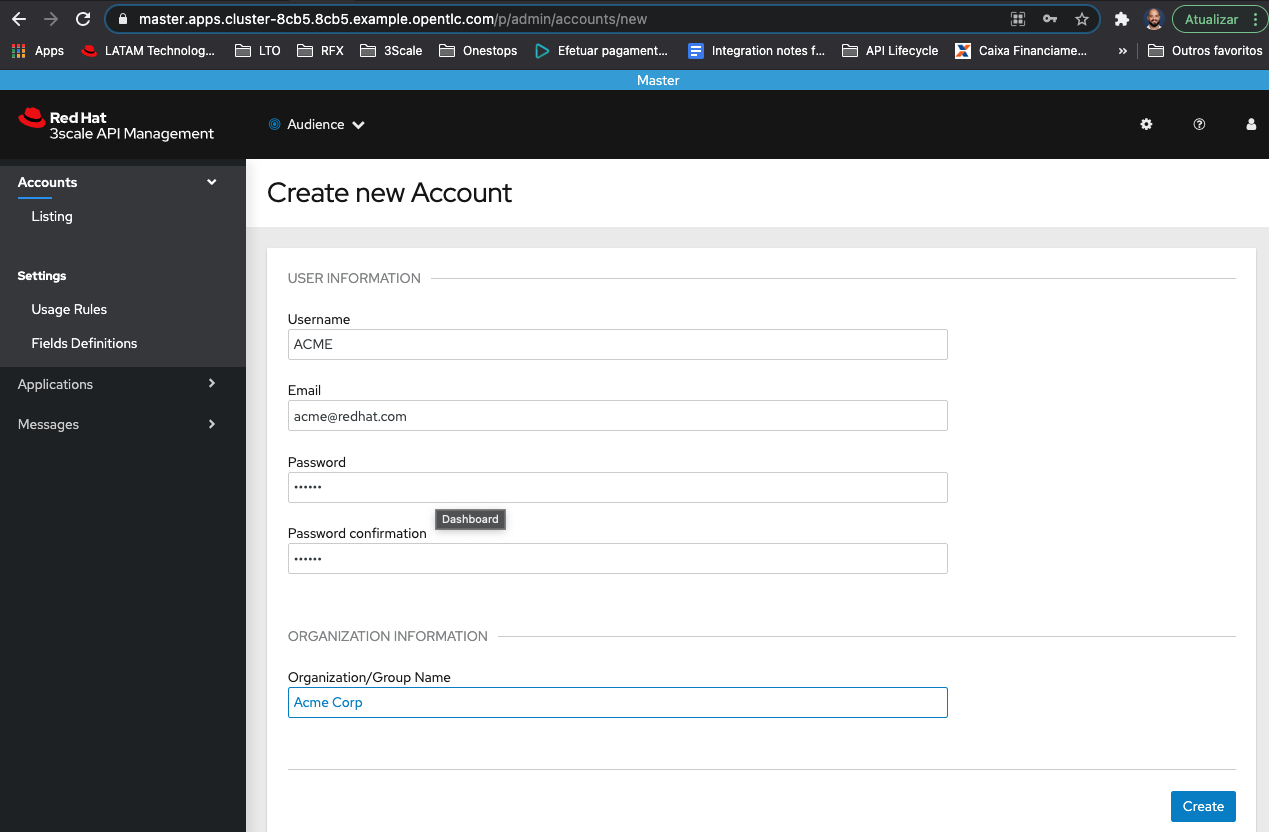 master.apps.cluster-8cb5.8cb5.example.opentlc.com/p/admin/accounts/new
Atualizar
Apps
LATAM Technolog...
LTO
RFX
3Scale
Onestops
Efetuar pagament...
Integration notes f...
API Lifecycle
Caixa Financiame...
»
Outros favoritos
Master
Red Hat
3scale API Management
Audience
Accounts
Listing
Settings
Usage Rules
Fields Definitions
Applications
Messages
Create new Account
USER INFORMATION
Username
ACME
Email
acme@redhat.com
Password
••••••
Dashboard
Password confirmation
••••••
ORGANIZATION INFORMATION
Organization/Group Name
Acme Corp
Create